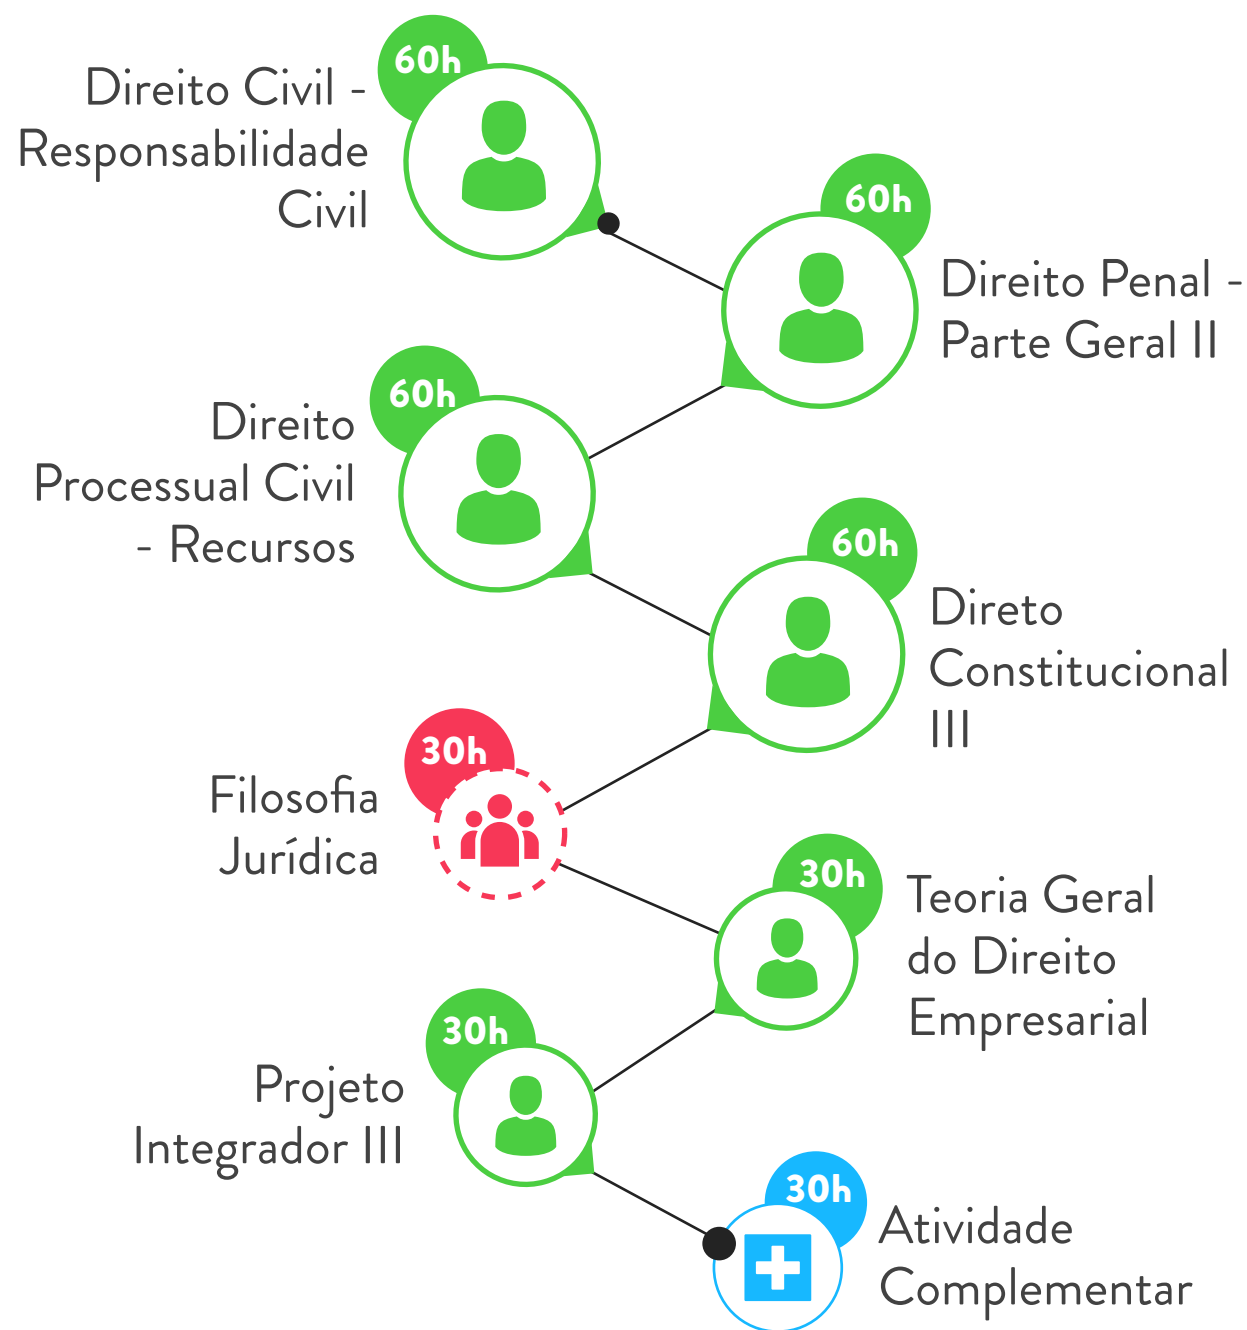 60h
Direito Civil -
Responsabilidade
Civil
60h
Direito Penal -
Parte Geral II
60h
Direito
Processual Civil
- Recursos
60h
Direto
Constitucional
III
30h
Filosofia
Jurídica
30h
Teoria Geral
do Direito
Empresarial
30h
Projeto
Integrador III
30h
Atividade
Complementar